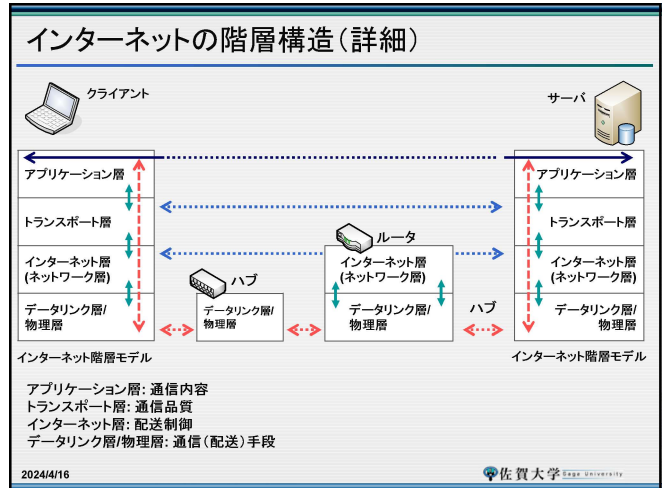 インターネットの階層構造（詳細）
クライアント
サーバ
アプリケーション層
トランスポート層
インターネット層
(ネットワーク層)
データリンク層/
物理層
インターネット階層モデル
ハブ
データリンク層/
物理層
ルータ
インターネット層
(ネットワーク層)
データリンク層/
物理層
ハブ
アプリケーション層
トランスポート層
インターネット層
(ネットワーク層)
データリンク層/
物理層
インターネット階層モデル
アプリケーション層: 通信内容
トランスポート層: 通信品質
インターネット層: 配送制御
データリンク層/物理層: 通信（配送）手段
2024/4/16
佐賀大学 Saga University